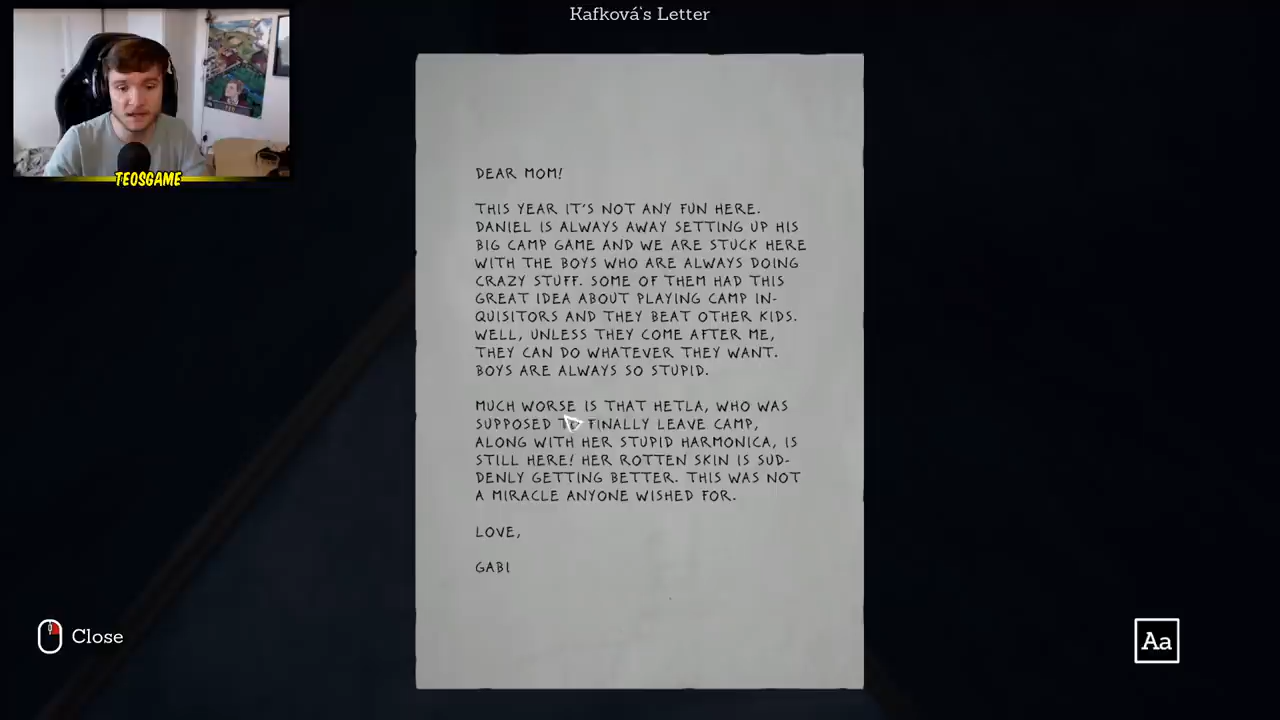 Kafková's Letter
TEOSGAME
DEAR MOM!
THIS YEAR IT'S NOT ANY FUN HERE.
DANIEL IS ALWAYS AWAY SETTING UP HIS
BIG CAMP GAME AND WE ARE STUCK HERE
WITH THE BOYS WHO ARE ALWAYS DOING
CRAZY STUFF. SOME OF THEM HAD THIS
GREAT IDEA ABOUT PLAYING CAMP IN-
QUISITORS AND THEY BEAT OTHER KIDS.
WELL, UNLESS THEY COME AFTER ME,
THEY CAN DO WHATEVER THEY WANT.
BOYS ARE ALWAYS SO STUPID.
MUCH WORSE IS THAT HETLA, WHO WAS
SUPPOSED TO FINALLY LEAVE CAMP,
ALONG WITH HER STUPID HARMONICA, IS
STILL HERE! HER ROTTEN SKIN IS SUD-
DENLY GETTING BETTER. THIS WAS NOT
A MIRACLE ANYONE WISHED FOR.
LOVE,
GABI
Close
Aa